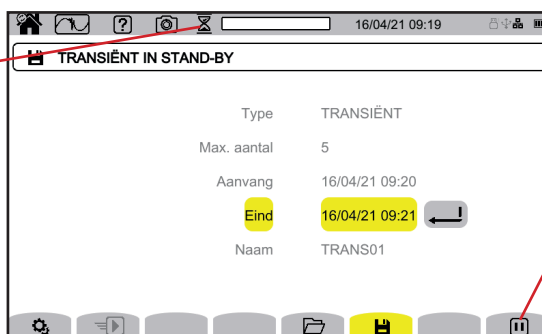 16/04/21 09:19
TRANSIËNT IN STAND-BY
Type TRANSIËNT
Max. aantal 5
Aanvang 16/04/21 09:20
Eind 16/04/21 09:21
Naam TRANS01